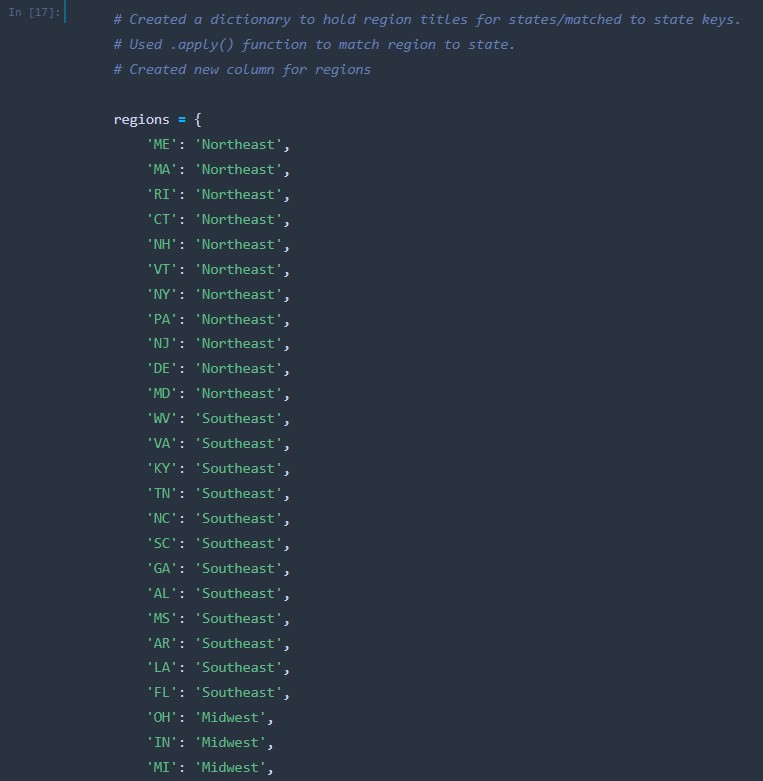 In [17]:
# Created a dictionary to hold region titles for states/matched to state keys.
# Used .apply() function to match region to state.
# Created new column for regions
regions = {
'ME': 'Northeast',
'MA': 'Northeast',
'RI': 'Northeast',
'CT': 'Northeast',
'NH': 'Northeast',
'VT': 'Northeast',
'NY': 'Northeast',
'PA': 'Northeast',
'NJ': 'Northeast',
'DE': 'Northeast',
'MD': 'Northeast',
'WV': 'Southeast',
'VA': 'Southeast',
'KY': 'Southeast',
'TN': 'Southeast',
'NC': 'Southeast',
'SC': 'Southeast',
'GA': 'Southeast',
'AL': 'Southeast',
'MS': 'Southeast',
'AR': 'Southeast',
'LA': 'Southeast',
'FL': 'Southeast',
'OH': 'Midwest',
'IN': 'Midwest',
'MI': 'Midwest',